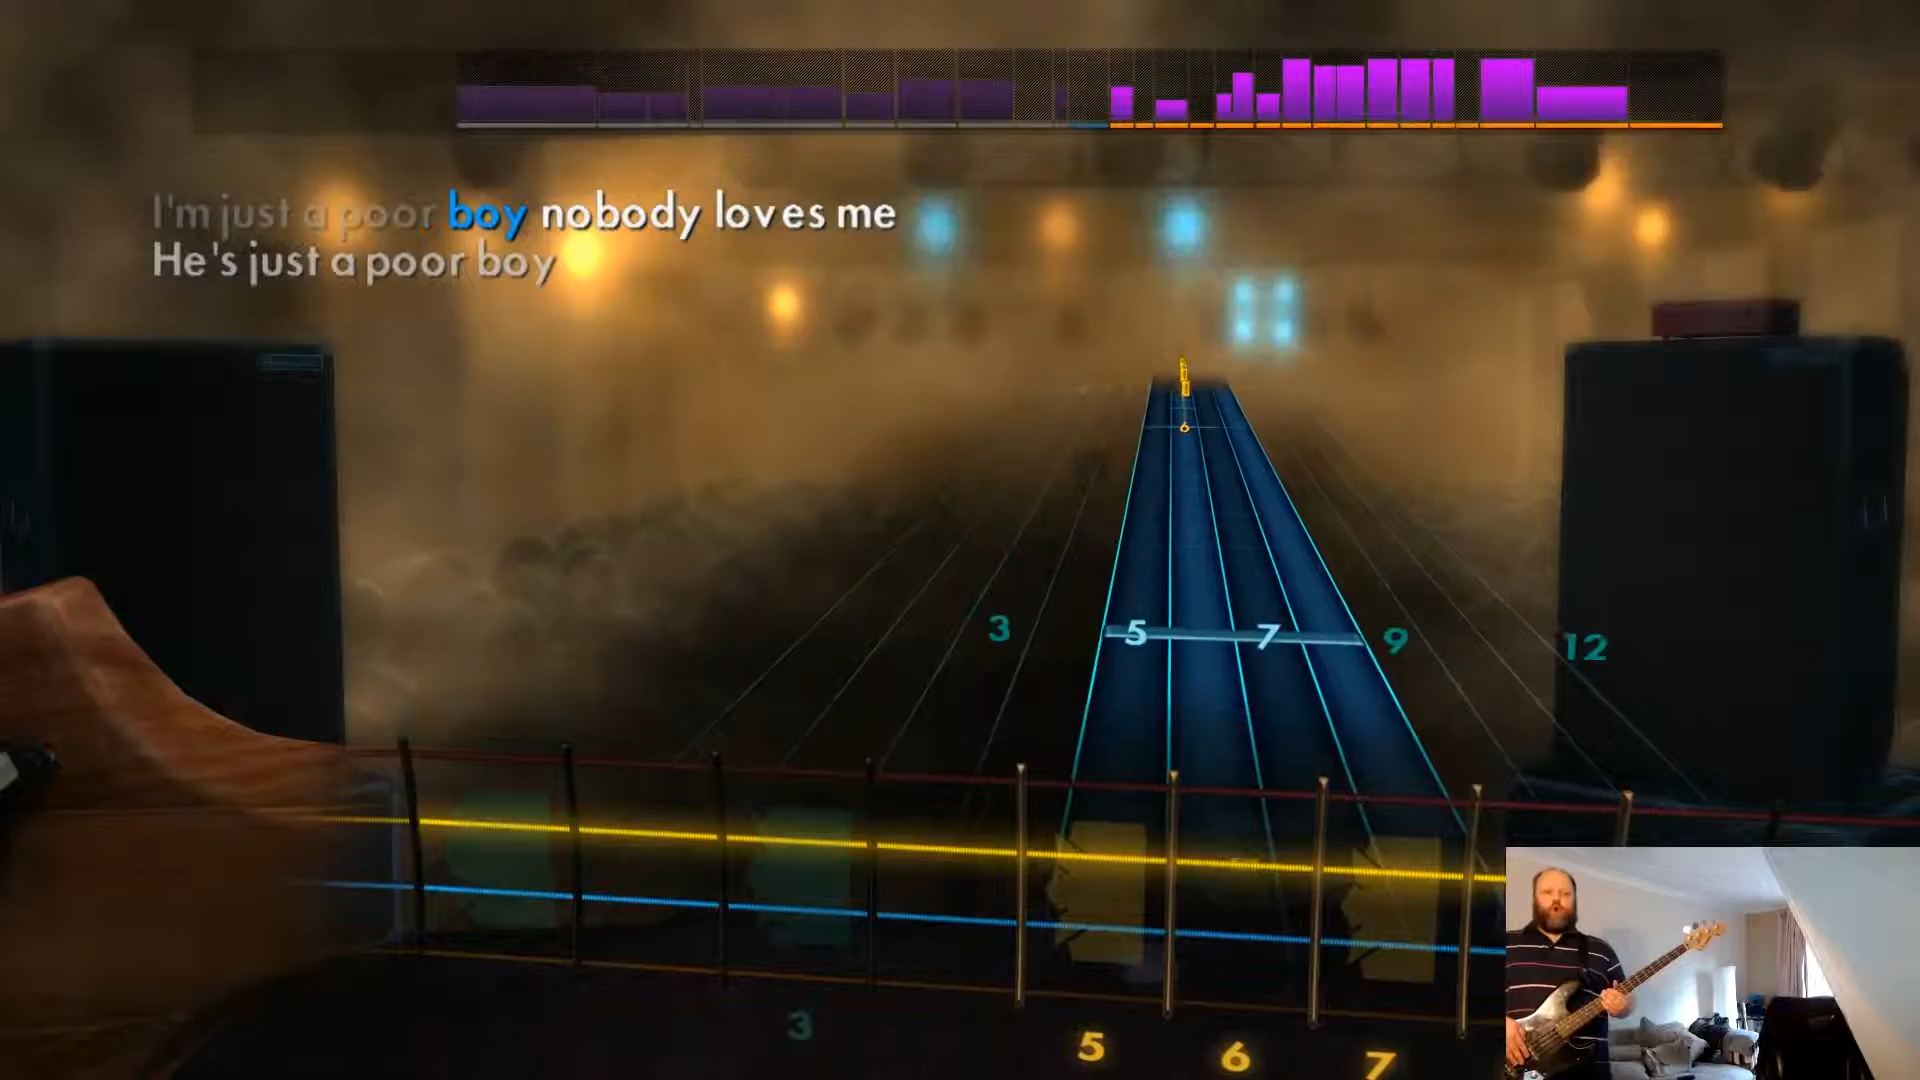 I'm just a poor boy nobody loves me
He's just a poor boy
6
3 5 7 9 12
3 5 6 7